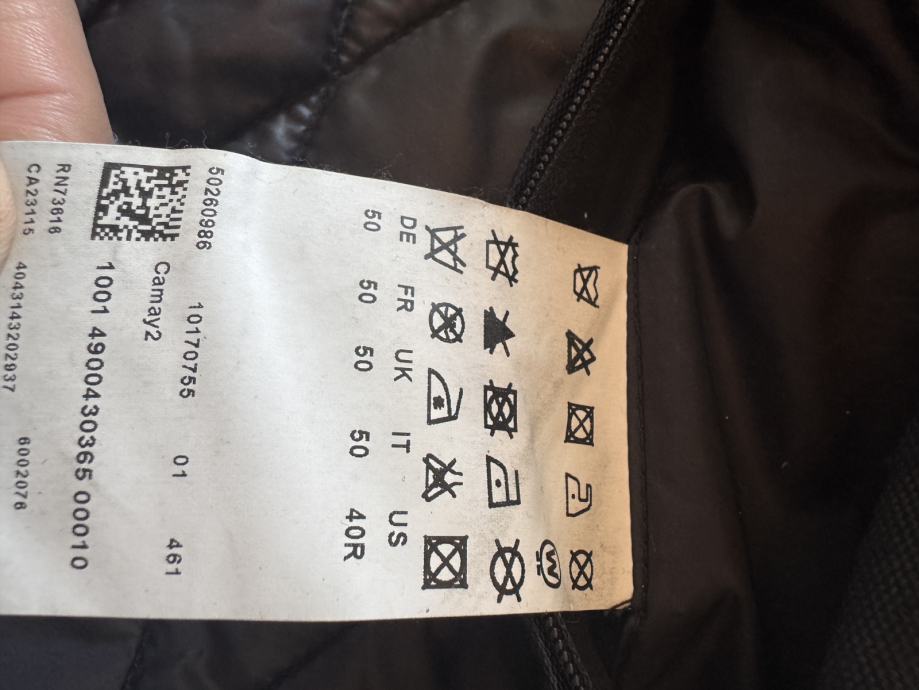 W
DE FR UK IT US
50 50 50 50 40R
50260986 10170755 01 461
Camay2
1001 4900430365 00010
RN73616
CA23115 4043143202937 6002076